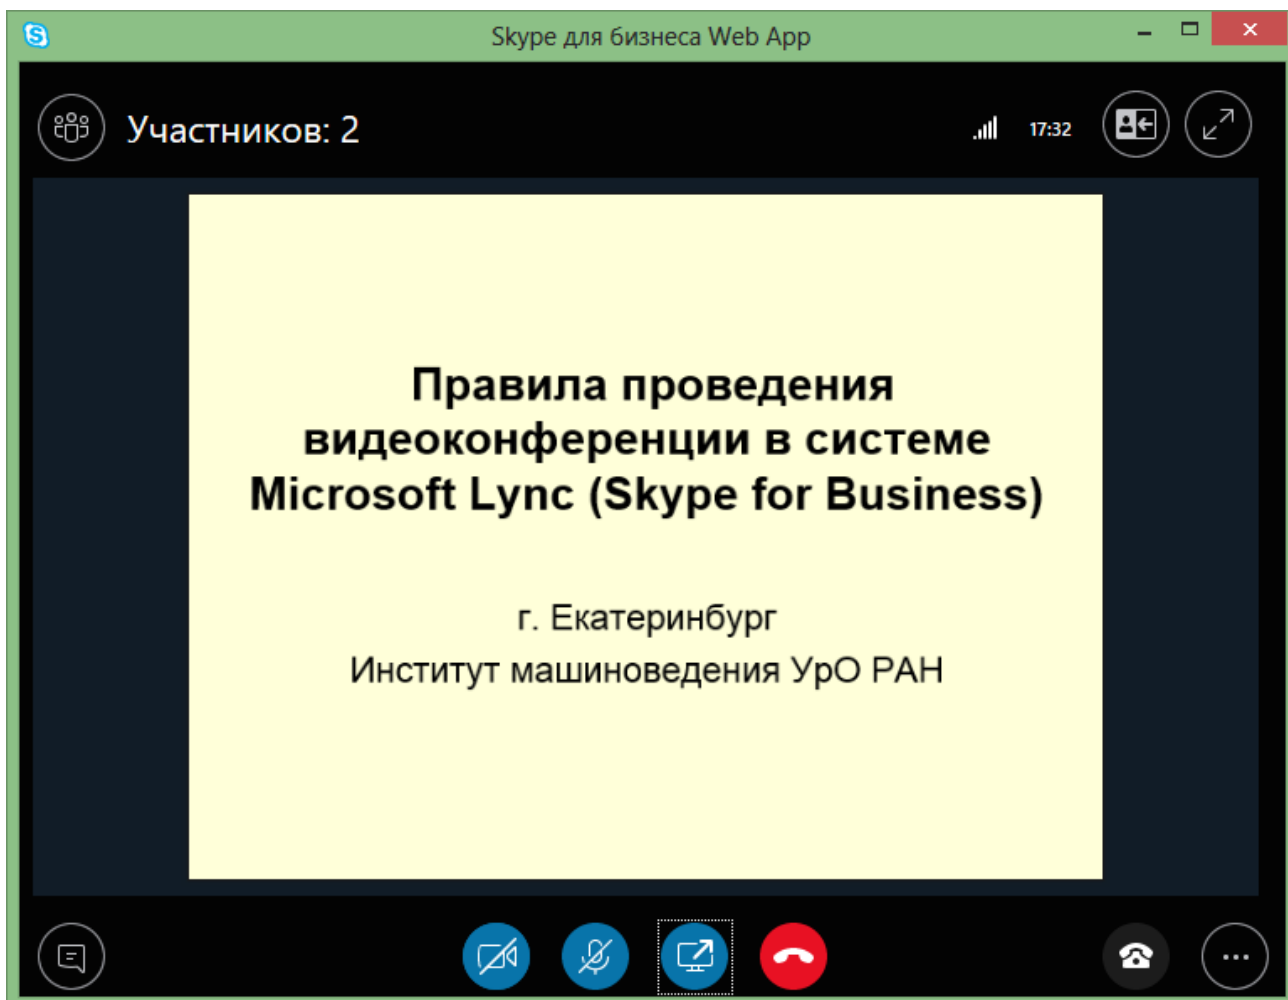 Skype для бизнеса Web App
Участников: 2
17:32
Правила проведения
видеоконференции в системе
Microsoft Lync (Skype for Business)
г. Екатеринбург
Институт машиноведения УрО РАН